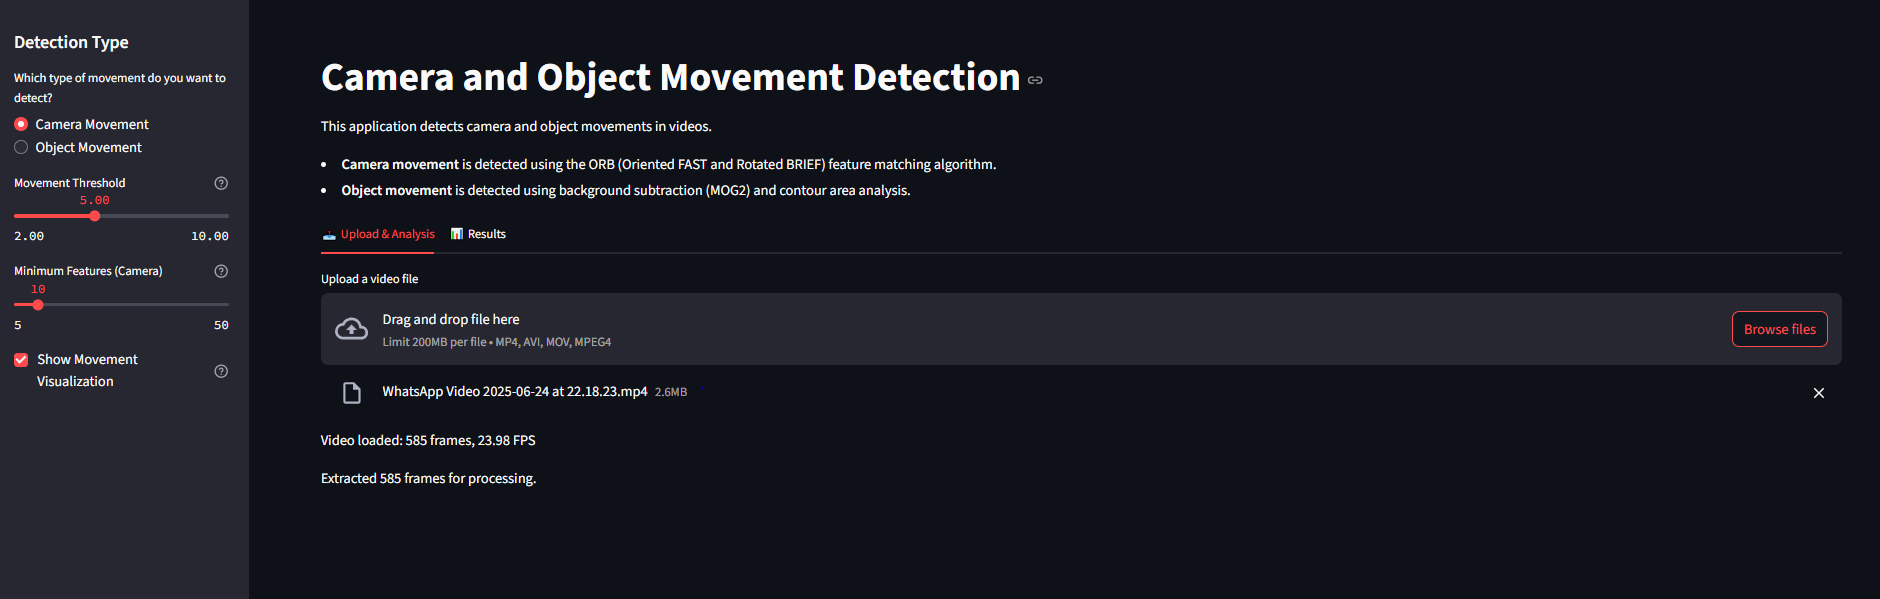 Detection Type
Which type of movement do you want to
detect?
Camera Movement
Object Movement
Movement Threshold
5.00
2.00 10.00
Minimum Features (Camera)
10
5 50
Show Movement
Visualization
Camera and Object Movement Detection
This application detects camera and object movements in videos.
• Camera movement is detected using the ORB (Oriented FAST and Rotated BRIEF) feature matching algorithm.
• Object movement is detected using background subtraction (MOG2) and contour area analysis.
Upload & Analysis Results
Upload a video file
Drag and drop file here
Limit 200MB per file • MP4, AVI, MOV, MPEG4
Browse files
WhatsApp Video 2025-06-24 at 22.18.23.mp4 2.6MB
Video loaded: 585 frames, 23.98 FPS
Extracted 585 frames for processing.